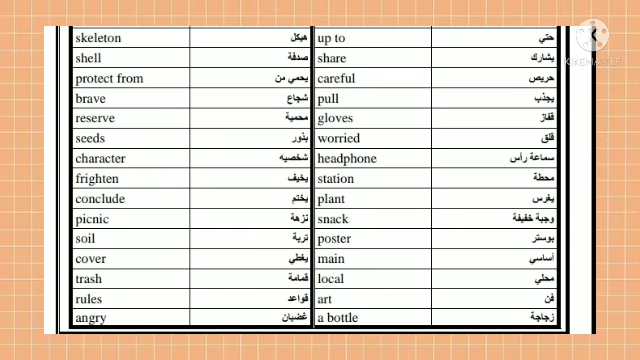 skeleton هيكل up to حتي
shell صدفة share يشارك
protect from يحمي من careful حريص
brave شجاع pull يجذب
reserve محمية gloves قفاز
seeds بذور worried قلق
character شخصيه headphone سماعة رأس
frighten يخيف station محطة
conclude يختم plant يغرس
picnic نزهة snack وجبة خفيفة
soil تربة poster بوستر
cover يغطي main أساسي
trash قمامة local محلي
rules قواعد art فن
angry غضبان a bottle زجاجة
KINEMASTER